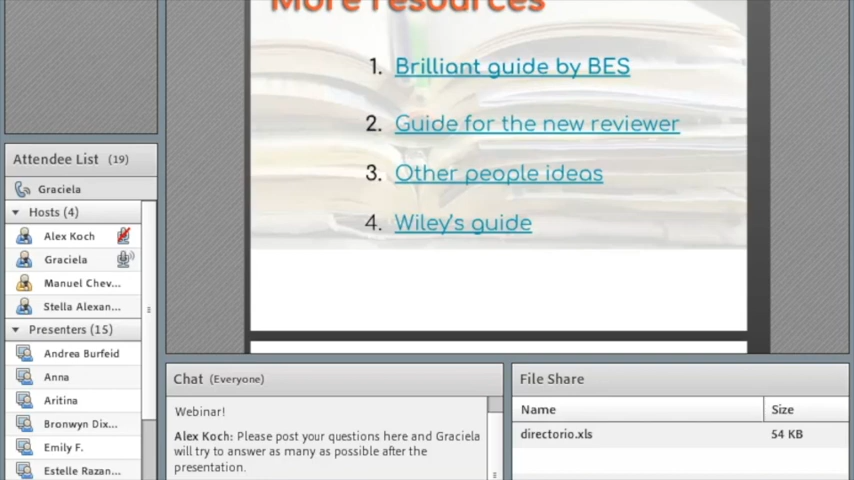 More resources
1. Brilliant guide by BES
2. Guide for the new reviewer
3. Other people ideas
4. Wiley's guide
Attendee List (19)
Graciela
Hosts (4)
Alex Koch
Graciela
Manuel Chev...
Stella Alexan...
Presenters (15)
Andrea Burfeid
Anna
Aritina
Bronwyn Dix...
Emily F.
Estelle Razan...
Chat (Everyone)
Webinar!
Alex Koch: Please post your questions here and Graciela
will try to answer as many as possible after the
presentation.
File Share
Name Size
directorio.xls 54 KB